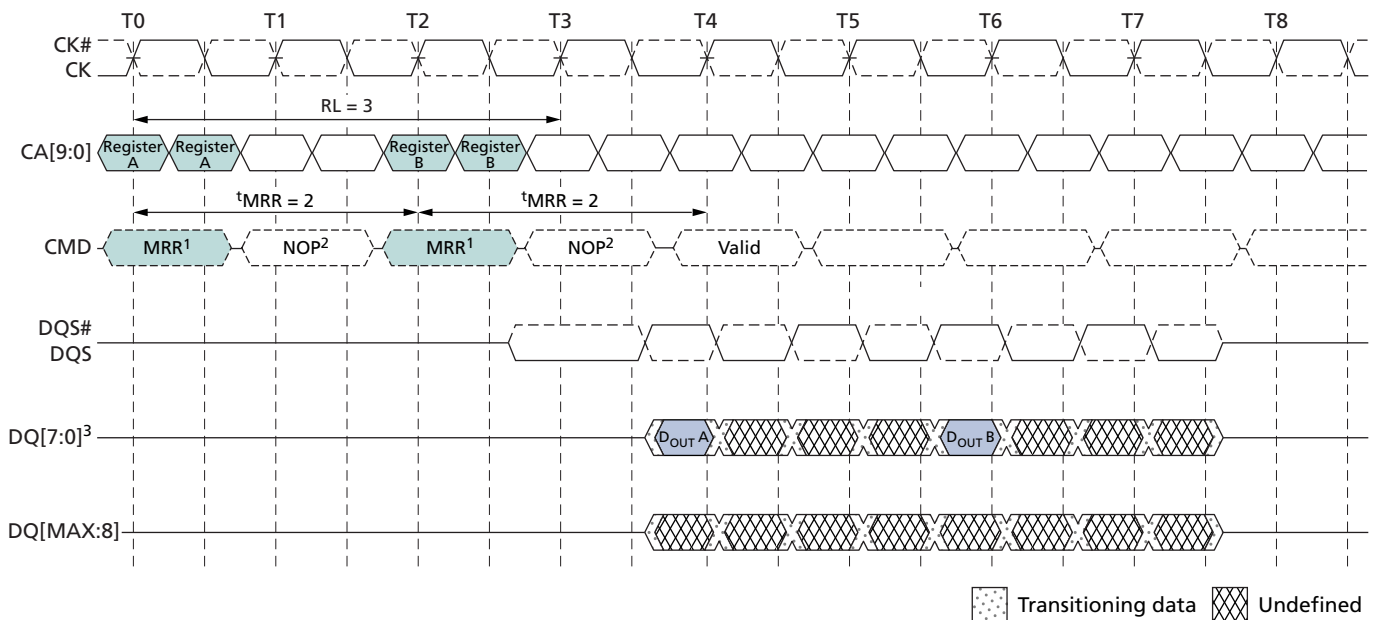 T0 T1 T2 T3 T4 T5 T6 T7 T8
CK#
CK
RL = 3
CA[9:0]
Register A
Register A
Register B
Register B
tMRR = 2
tMRR = 2
CMD
MRR1
NOP2
MRR1
NOP2
Valid
DQS#
DQS
DQ[7:0]3
DOUT A
DOUT B
DQ[MAX:8]
Transitioning data
Undefined